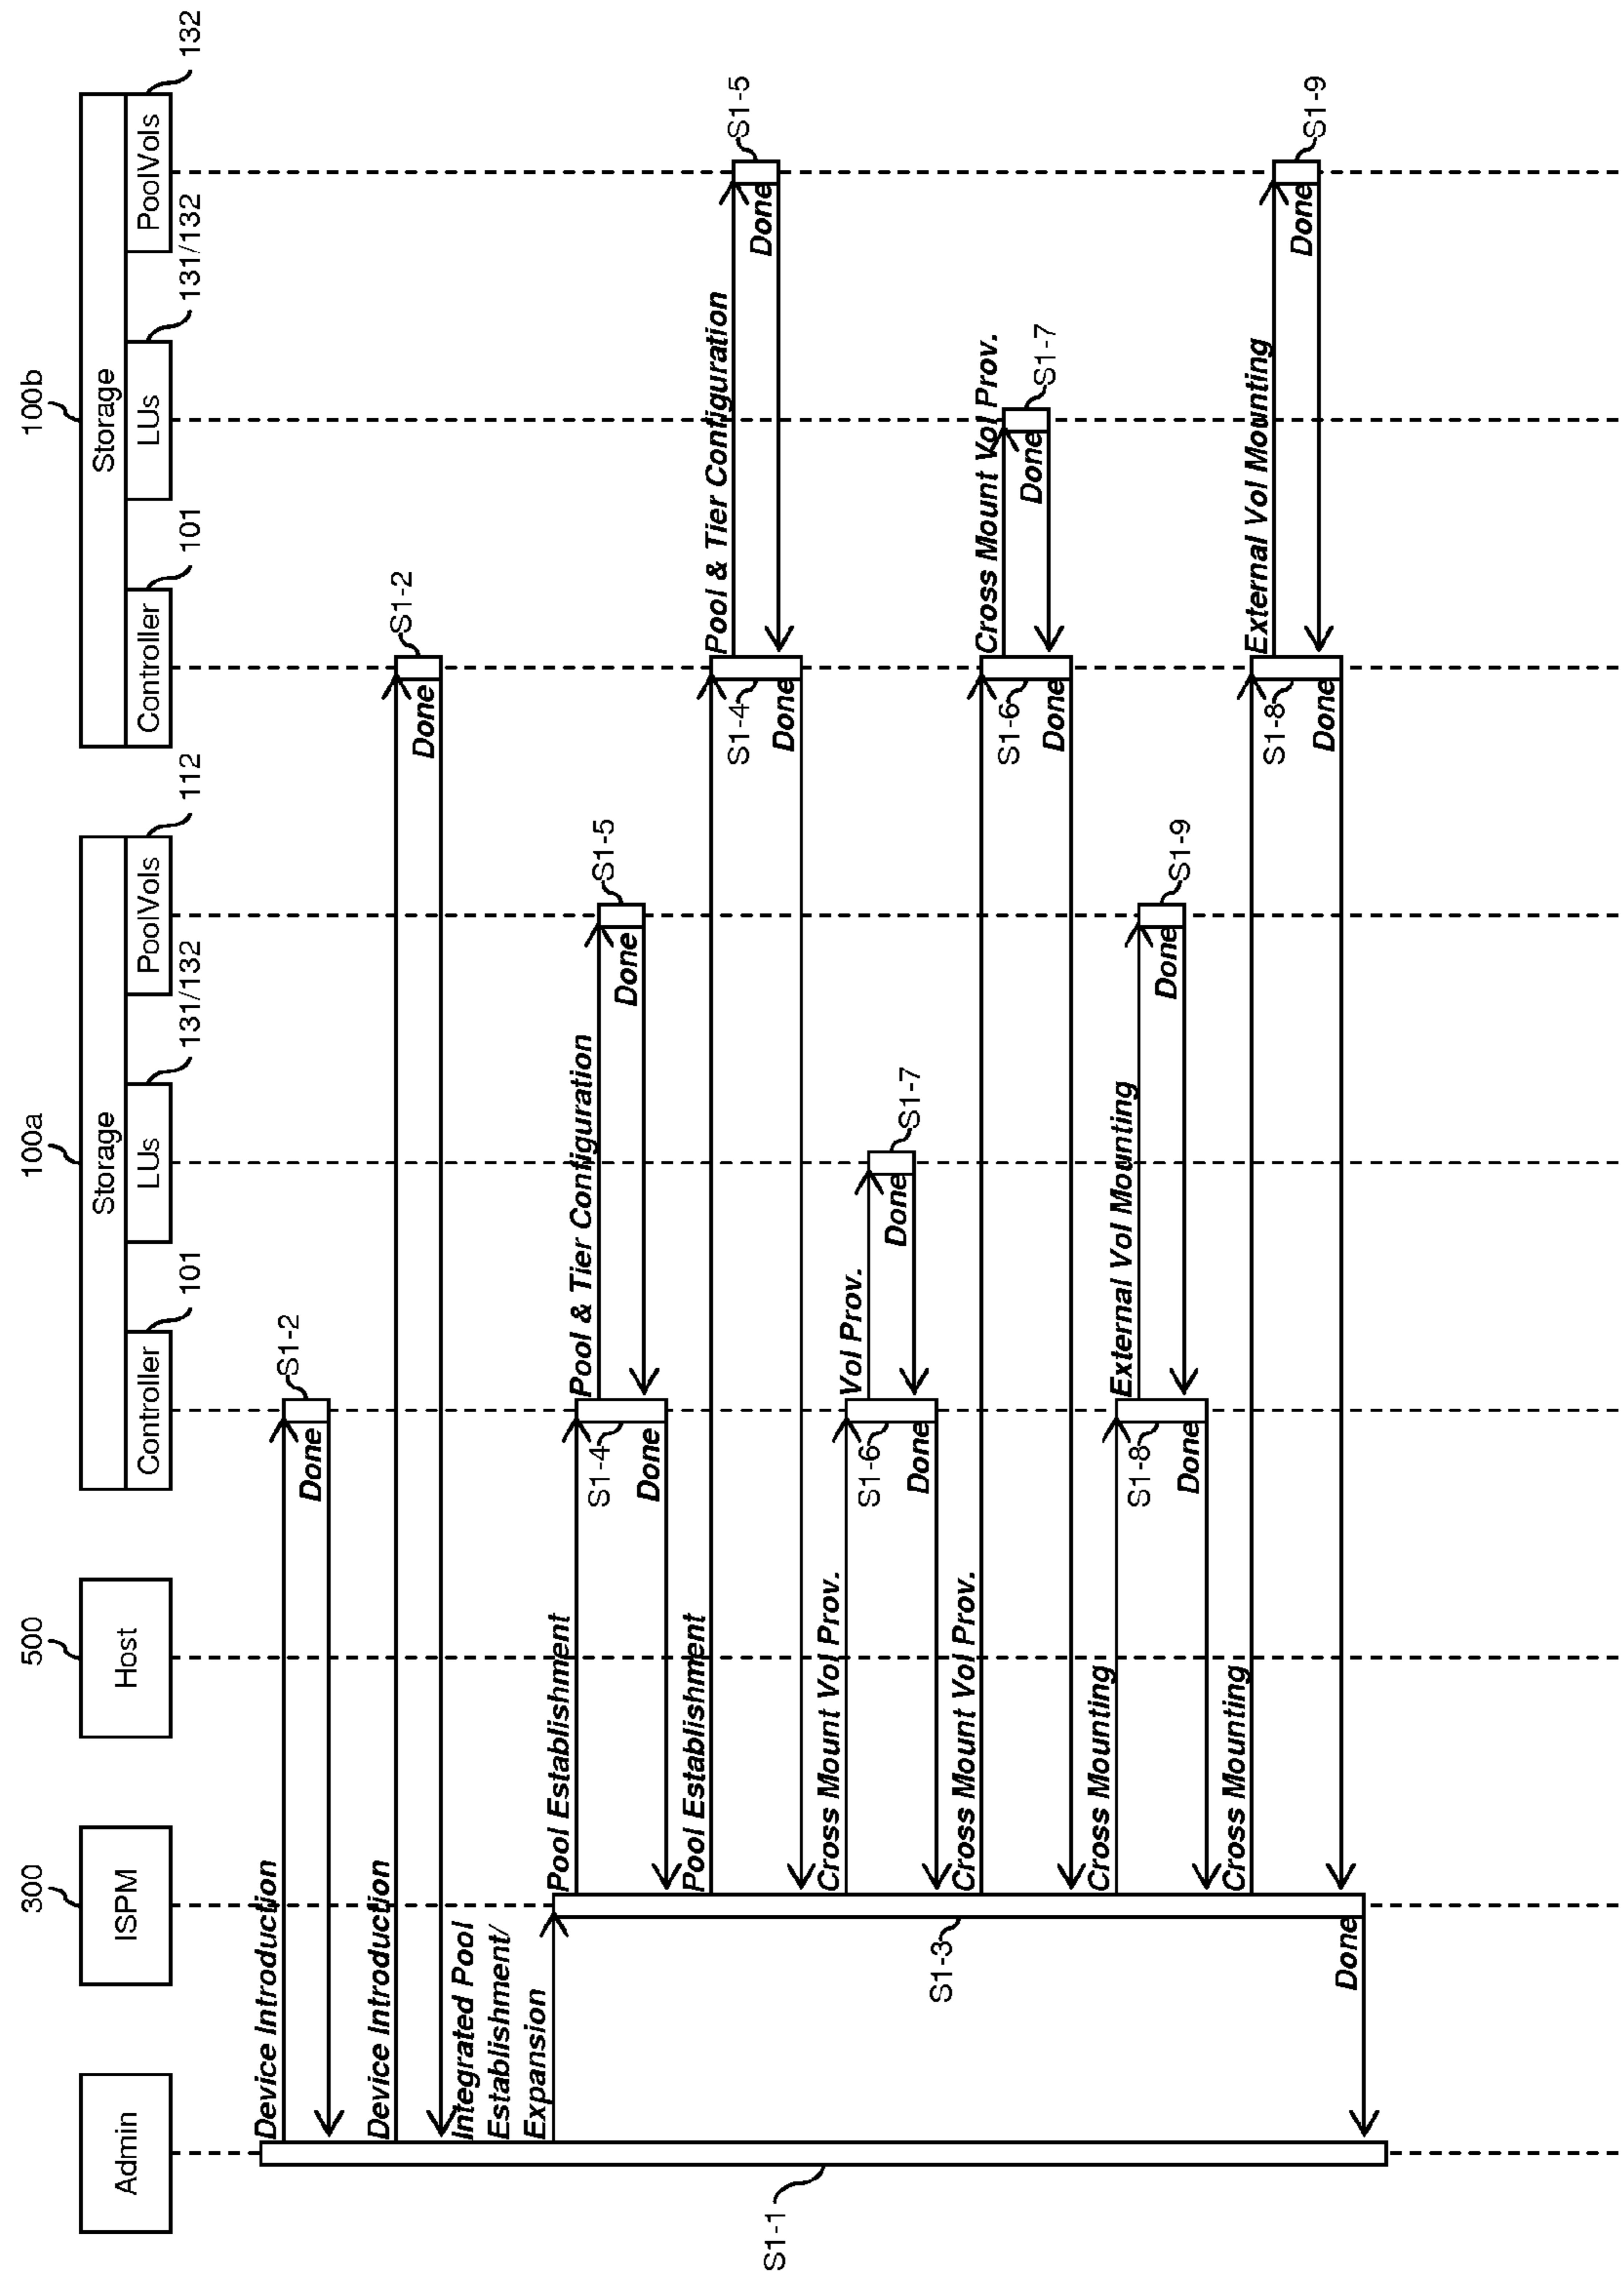 300
500
100a
100b
Admin
ISPM
Host
Storage
Storage
Controller
LUs
PoolVols
Controller
LUs
PoolVols
101
131/132
112
101
131/132
132
Device Introduction
S1-2
Done
Device Introduction
S1-2
Done
Integrated Pool
Establishment/
Expansion
Pool Establishment
Pool & Tier Configuration
S1-5
S1-4
Done
Done
Pool Establishment
Pool & Tier Configuration
S1-5
S1-4
Done
Done
Cross Mount Vol Prov.
Vol Prov.
S1-7
S1-6
Done
Done
S1-1
S1-3
Cross Mount Vol Prov.
Cross Mount Vol Prov.
S1-7
S1-6
Done
Done
Cross Mounting
External Vol Mounting
S1-9
S1-8
Done
Done
Cross Mounting
External Vol Mounting
S1-9
S1-8
Done
Done
Done